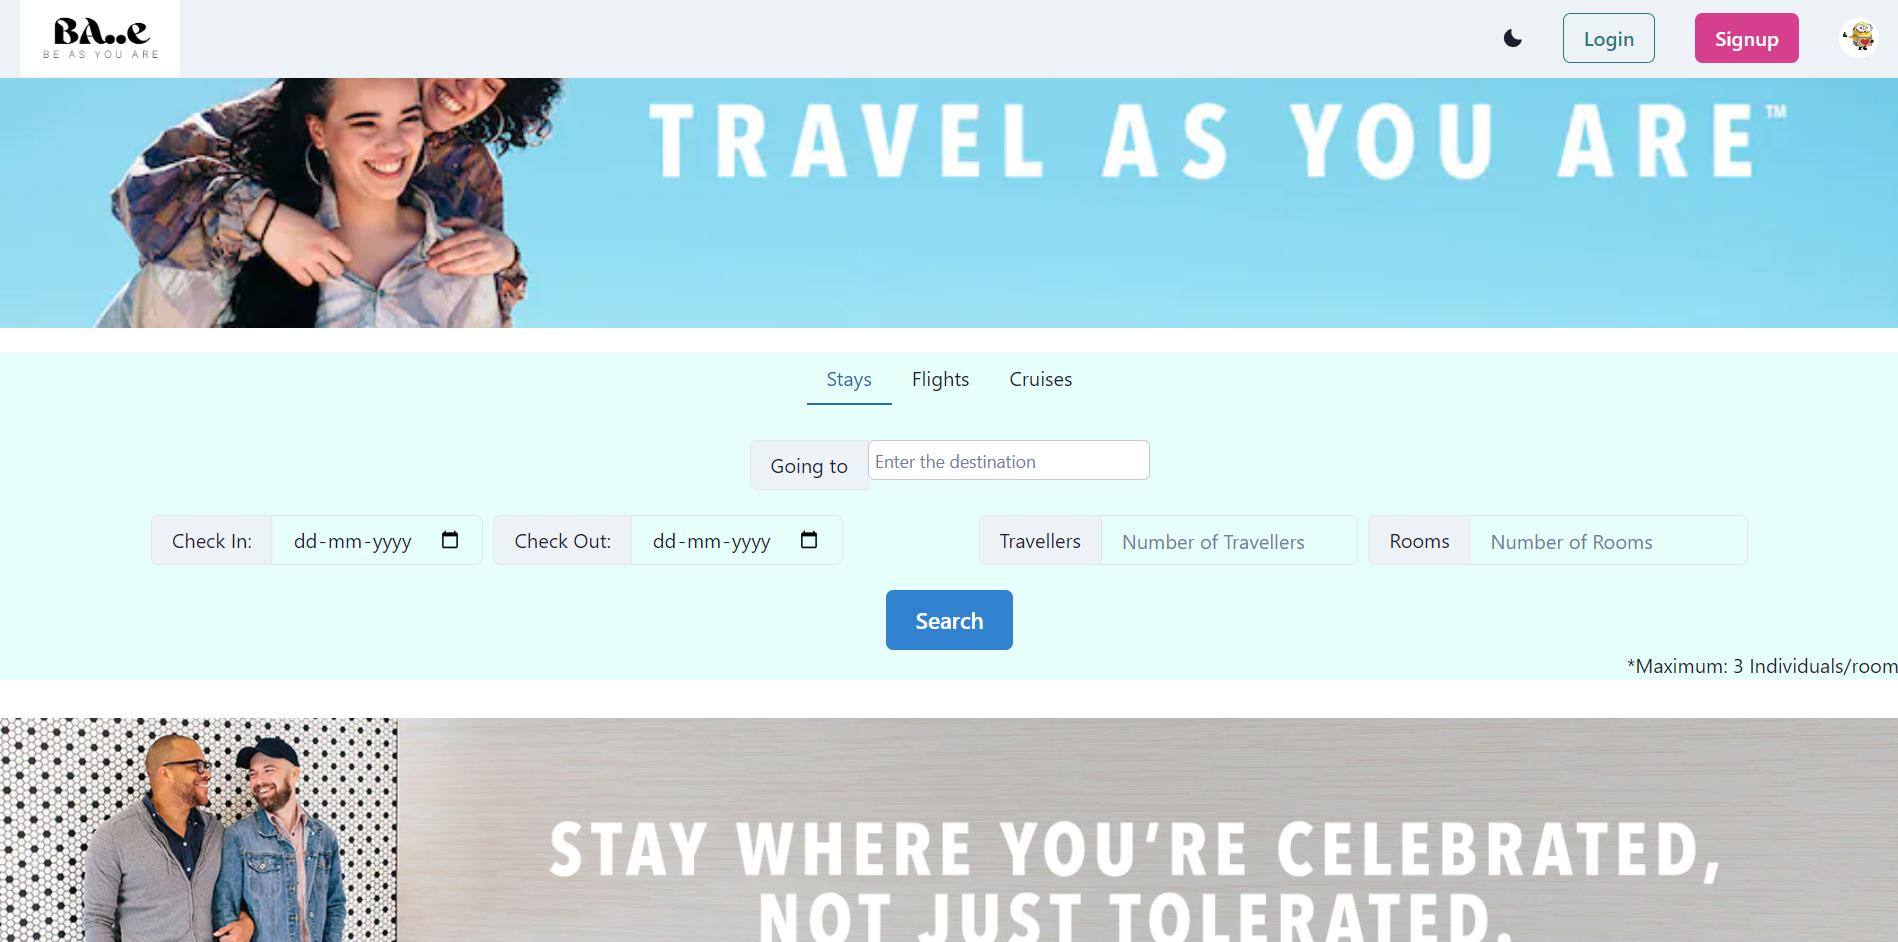 BA..e
BE AS YOU ARE
Login
Signup
TRAVEL AS YOU ARE™
Stays
Flights
Cruises
Going to
Enter the destination
Check In:
dd-mm-yyyy
Check Out:
dd-mm-yyyy
Travellers
Number of Travellers
Rooms
Number of Rooms
Search
*Maximum: 3 Individuals/room
STAY WHERE YOU'RE CELEBRATED,
NOT JUST TOLERATED.